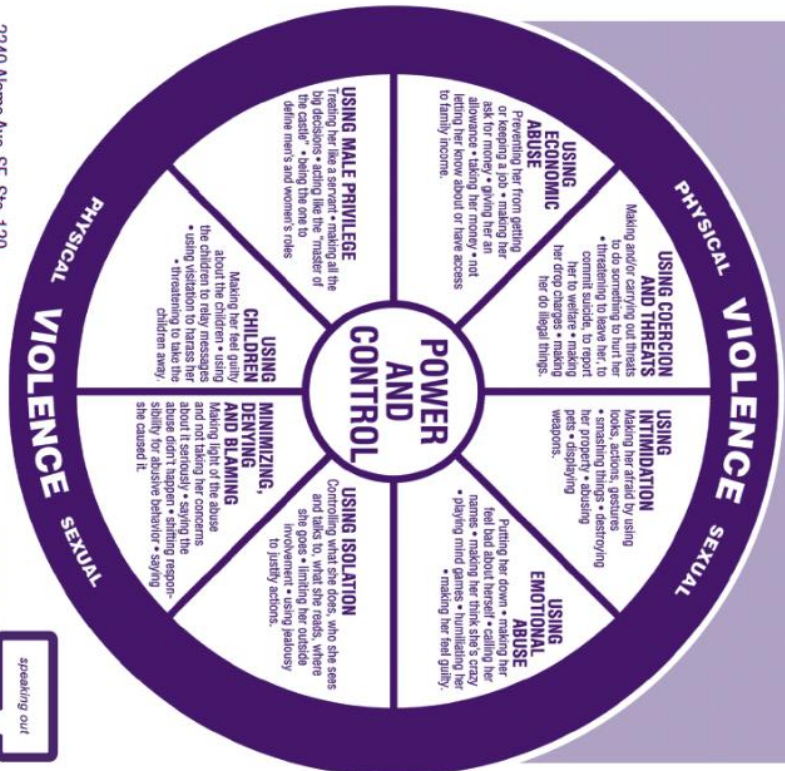 PHYSICAL VIOLENCE SEXUAL
USING COERCION
AND THREATS
Making and/or carrying out threats
to do something to hurt her
• threatening to leave her, to
commit suicide, to report
her to welfare • making
her drop charges • making
her do illegal things.
USING
INTIMIDATION
Making her afraid by using
looks, actions, gestures
• smashing things • destroying
her property • abusing
pets • displaying
weapons.
USING
EMOTIONAL
ABUSE
Putting her down • making her
feel bad about herself • calling her
names • making her think she's crazy
• playing mind games • humiliating her
• making her feel guilty.
USING ISOLATION
Controlling what she does, who she sees
and talks to, what she reads, where
she goes • limiting her outside
involvement • using jealousy
to justify actions.
MINIMIZING,
DENYING
AND BLAMING
Making light of the abuse
and not taking her concerns
about it seriously • saying the
abuse didn't happen • shifting respon-
sibility for abusive behavior • saying
she caused it.
USING
CHILDREN
Making her feel guilty
about the children • using
the children to relay messages
• using visitation to harass her
• threatening to take the
children away.
USING MALE PRIVILEGE
Treating her like a servant • making all the
big decisions • acting like the "master of
the castle" • being the one to
define men's and women's roles
USING
ECONOMIC
ABUSE
Preventing her from getting
or keeping a job • making her
ask for money • giving her an
allowance • taking her money • not
letting her know about or have access
to family income.
POWER
AND
CONTROL
PHYSICAL VIOLENCE SEXUAL
speaking out
Alamo Ave. SE, Ste.